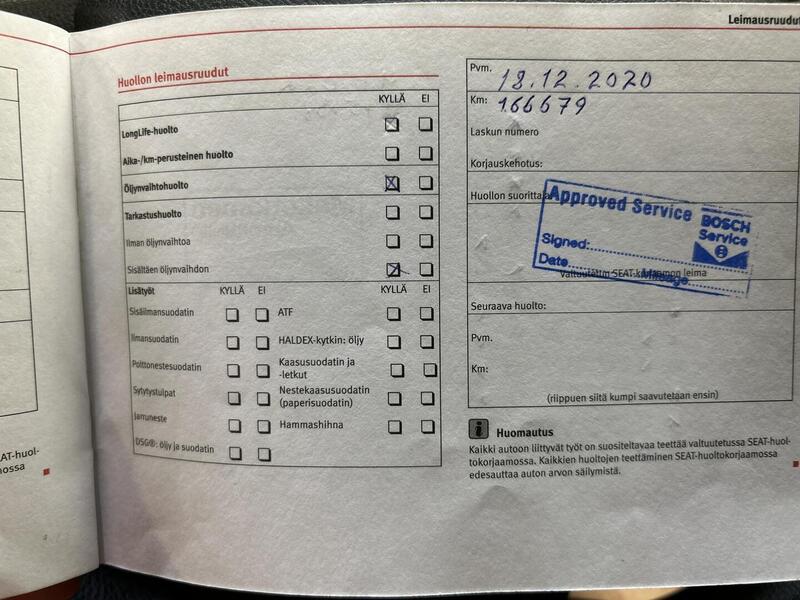 Leimausruudut
Huollon leimausruudut
KYLLÄ EI
LongLife-huolto
Aika-/km-perusteinen huolto
Öljynvaihtohuolto
Tarkastushuolto
Ilman öljynvaihtoa
Sisältäen öljynvaihdon
Lisätyöt KYLLÄ EI KYLLÄ EI
Sisäilmansuodatin ATF
Ilmansuodatin HALDEX-kytkin: öljy
Polttonestesuodatin Kaasusuodatin ja
-letkut
Sytytystulpat Nestekaasusuodatin
(paperisuodatin)
Jarruneste Hammashihna
DSG®: öljy ja suodatin
Pvm. 18.12.2020
Km: 166679
Laskun numero
Korjauskehotus:
Huollon suorittaja
Approved Service
BOSCH
Service
Signed:
Date
Mileage
Valtuutetun SEAT-korjaamon leima
Seuraava huolto:
Pvm.
Km:
(riippuen siitä kumpi saavutetaan ensin)
i Huomautus
Kaikki autoon liittyvät työt on suositeltavaa teettää valtuutetussa SEAT-huol-
tokorjaamossa. Kaikkien huoltojen teettäminen SEAT-huoltokorjaamossa
edesauttaa auton arvon säilymistä.
AT-huol-
mossa